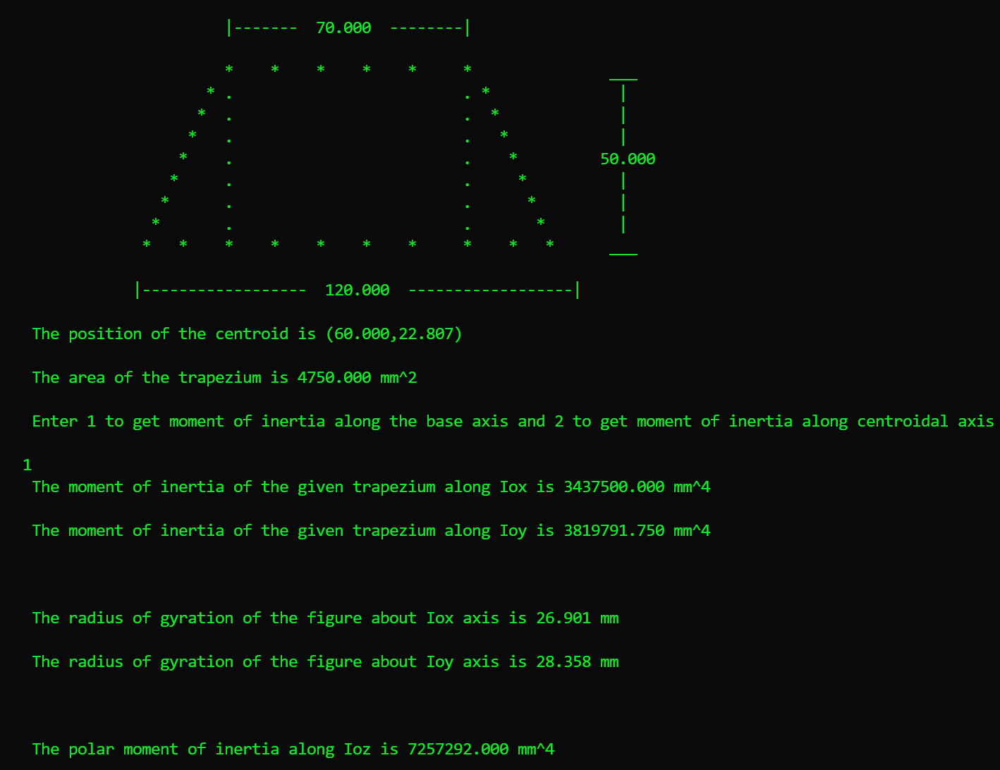 |------- 70.000 --------|
* * * * * * ___
* . . * |
* . . * |
* . . * |
* . . * 50.000
* . . * |
* . . * |
* . . * |
* * * * * * * * * * ___
|------------------ 120.000 ------------------|
The position of the centroid is (60.000,22.807)
The area of the trapezium is 4750.000 mm^2
Enter 1 to get moment of inertia along the base axis and 2 to get moment of inertia along centroidal axis
1
The moment of inertia of the given trapezium along Iox is 3437500.000 mm^4
The moment of inertia of the given trapezium along Ioy is 3819791.750 mm^4
The radius of gyration of the figure about Iox axis is 26.901 mm
The radius of gyration of the figure about Ioy axis is 28.358 mm
The polar moment of inertia along Ioz is 7257292.000 mm^4